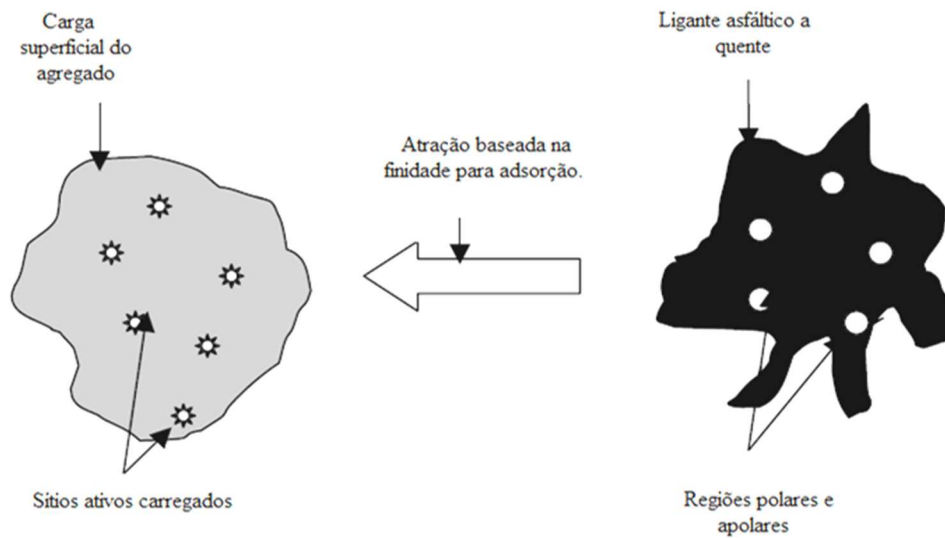 Carga
superficial do
agregado
Ligante asfáltico a
quente
Atração baseada na
finidade para adsorção.
Sítios ativos carregados
Regiões polares e
apolares